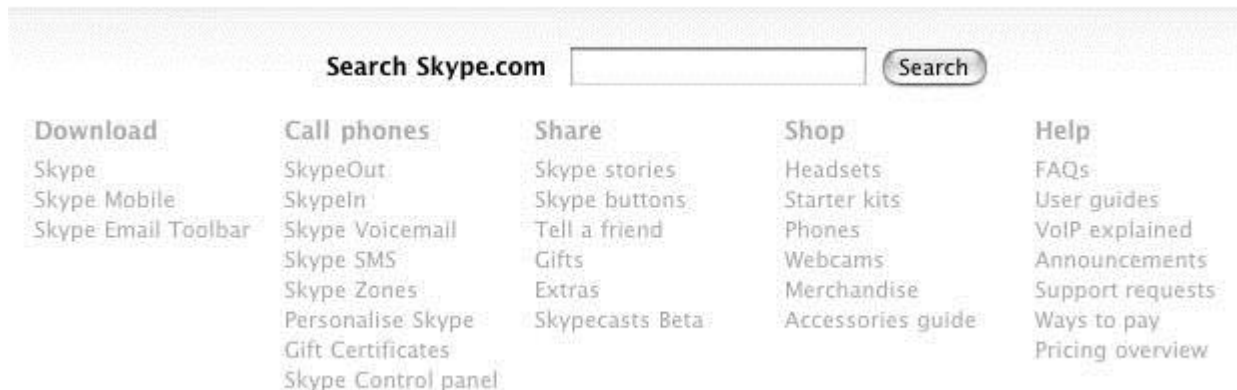 Search Skype.com Search
Download
Skype
Skype Mobile
Skype Email Toolbar
Call phones
SkypeOut
SkypeIn
Skype Voicemail
Skype SMS
Skype Zones
Personalise Skype
Gift Certificates
Skype Control panel
Share
Skype stories
Skype buttons
Tell a friend
Gifts
Extras
Skypecasts Beta
Shop
Headsets
Starter kits
Phones
Webcams
Merchandise
Accessories guide
Help
FAQs
User guides
VoIP explained
Announcements
Support requests
Ways to pay
Pricing overview